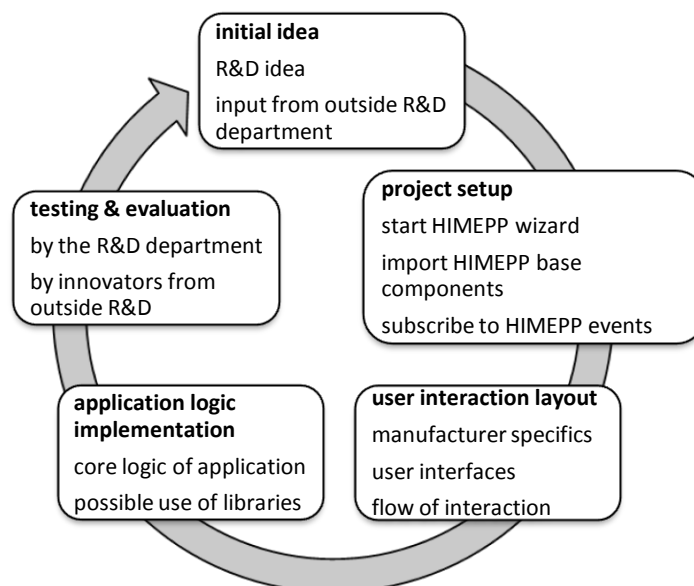 initial idea
R&D idea
input from outside R&D
department
project setup
start HIMEPP wizard
import HIMEPP base
components
subscribe to HIMEPP events
user interaction layout
manufacturer specifics
user interfaces
flow of interaction
application logic
implementation
core logic of application
possible use of libraries
testing & evaluation
by the R&D department
by innovators from
outside R&D